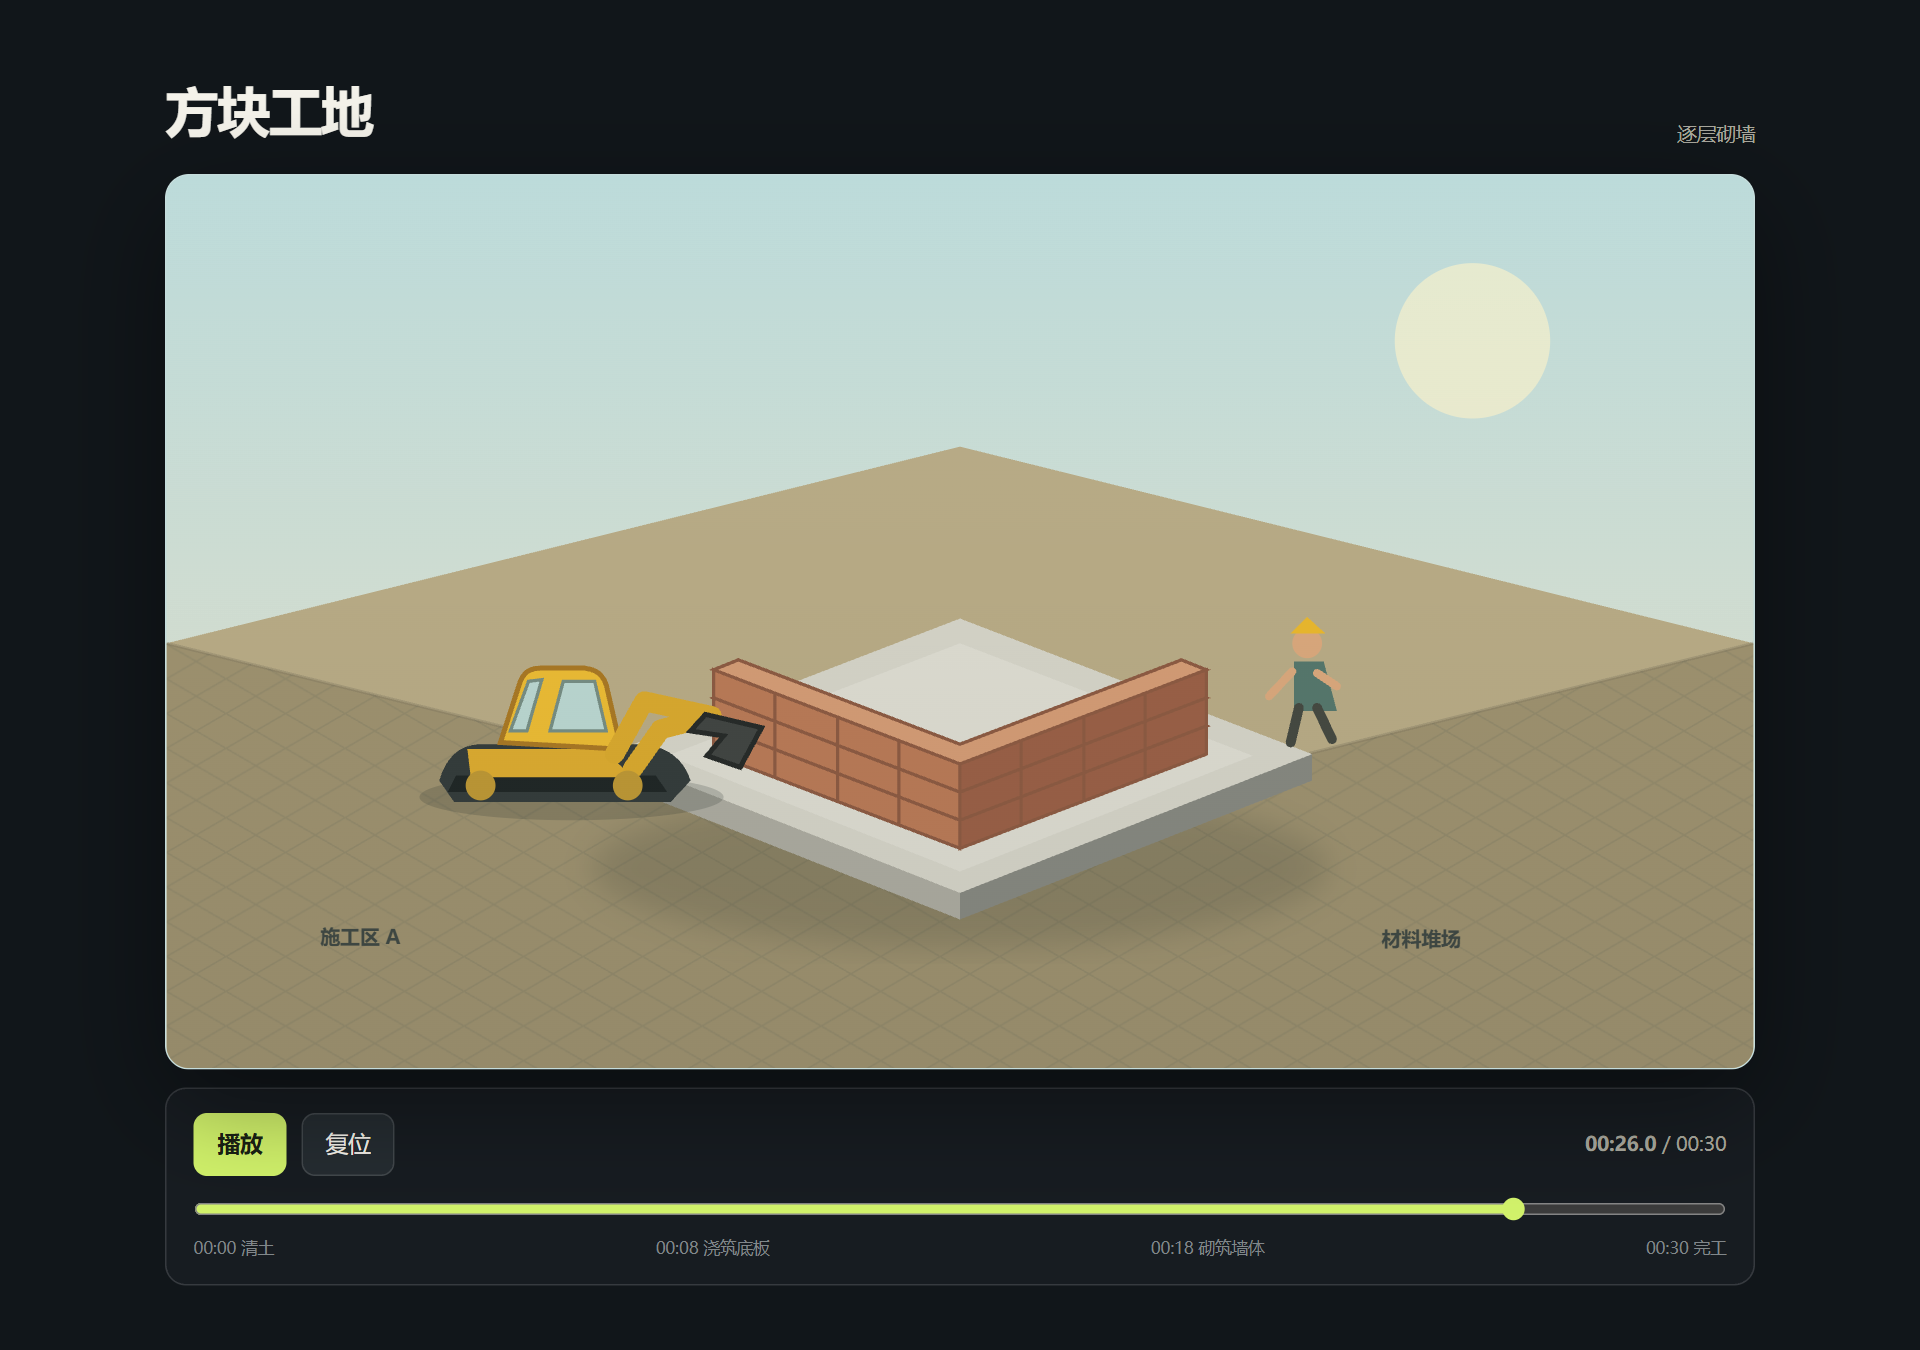 方块工地
逐层砌墙
施工区 A
材料堆场
播放
复位
00:26.0 / 00:30
00:00 清土
00:08 浇筑底板
00:18 砌筑墙体
00:30 完工